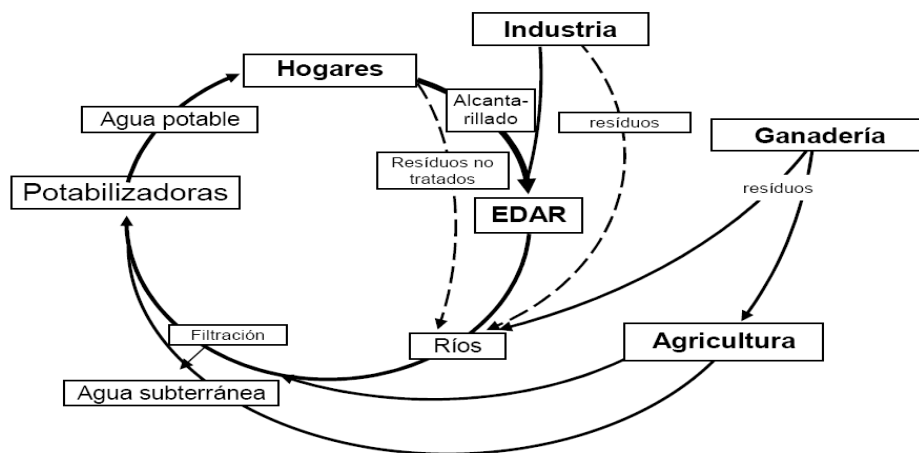 Industria
Hogares
Alcanta-
rillado
Agua potable
resíduos
Ganadería
Resíduos no
tratados
Potabilizadoras
resíduos
EDAR
Filtración
Ríos
Agricultura
Agua subterránea